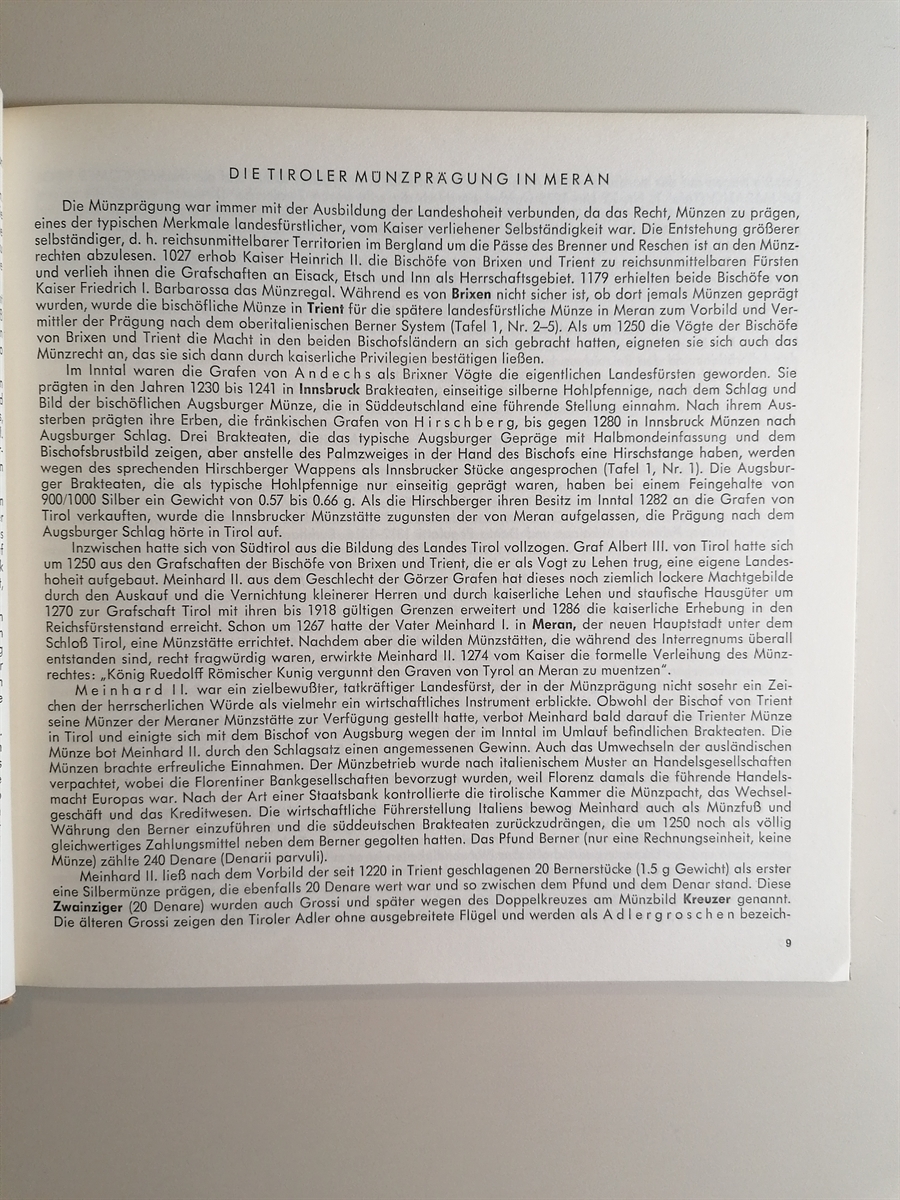 DIE TIROLER MÜNZPRÄGUNG IN MERAN
Die Münzprägung war immer mit der Ausbildung der Landeshoheit verbunden, da das Recht, Münzen zu prägen,
eines der typischen Merkmale landesfürstlicher, vom Kaiser verliehener Selbständigkeit war. Die Entstehung größerer
selbständiger, d. h. reichsunmittelbarer Territorien im Bergland um die Pässe des Brenner und Reschen ist an den Münz-
rechten abzulesen. 1027 erhob Kaiser Heinrich II. die Bischöfe von Brixen und Trient zu reichsunmittelbaren Fürsten
und verlieh ihnen die Grafschaften an Eisack, Etsch und Inn als Herrschaftsgebiet. 1179 erhielten beide Bischöfe von
Kaiser Friedrich I. Barbarossa das Münzregal. Während es von Brixen nicht sicher ist, ob dort jemals Münzen geprägt
wurden, wurde die bischöfliche Münze in Trient für die spätere landesfürstliche Münze in Meran zum Vorbild und Ver-
mittler der Prägung nach dem oberitalienischen Berner System (Tafel 1, Nr. 2–5). Als um 1250 die Vögte der Bischöfe
von Brixen und Trient die Macht in den beiden Bischofsländern an sich gebracht hatten, eigneten sie sich auch das
Münzrecht an, das sie sich dann durch kaiserliche Privilegien bestätigen ließen.
Im Inntal waren die Grafen von Andechs als Brixner Vögte die eigentlichen Landesfürsten geworden. Sie
prägten in den Jahren 1230 bis 1241 in Innsbruck Brakteaten, einseitige silberne Hohlpfennige, nach dem Schlag und
Bild der bischöflichen Augsburger Münze, die in Süddeutschland eine führende Stellung einnahm. Nach ihrem Aus-
sterben prägten ihre Erben, die fränkischen Grafen von Hirschberg, bis gegen 1280 in Innsbruck Münzen nach
Augsburger Schlag. Drei Brakteaten, die das typische Augsburger Gepräge mit Halbmondeinfassung und dem
Bischofsbrustbild zeigen, aber anstelle des Palmzweiges in der Hand des Bischofs eine Hirschstange haben, werden
wegen des sprechenden Hirschberger Wappens als Innsbrucker Stücke angesprochen (Tafel 1, Nr. 1). Die Augsbur-
ger Brakteaten, die als typische Hohlpfennige nur einseitig geprägt waren, haben bei einem Feingehalte von
900/1000 Silber ein Gewicht von 0.57 bis 0.66 g. Als die Hirschberger ihren Besitz im Inntal 1282 an die Grafen von
Tirol verkauften, wurde die Innsbrucker Münzstätte zugunsten der von Meran aufgelassen, die Prägung nach dem
Augsburger Schlag hörte in Tirol auf.
Inzwischen hatte sich von Südtirol aus die Bildung des Landes Tirol vollzogen. Graf Albert III. von Tirol hatte sich
um 1250 aus den Grafschaften der Bischöfe von Brixen und Trient, die er als Vogt zu Lehen trug, eine eigene Landes-
hoheit aufgebaut. Meinhard II. aus dem Geschlecht der Görzer Grafen hat dieses noch ziemlich lockere Machtgebilde
durch den Auskauf und die Vernichtung kleinerer Herren und durch kaiserliche Lehen und staufische Hausgüter um
1270 zur Grafschaft Tirol mit ihren bis 1918 gültigen Grenzen erweitert und 1286 die kaiserliche Erhebung in den
Reichsfürstenstand erreicht. Schon um 1267 hatte der Vater Meinhard I. in Meran, der neuen Hauptstadt unter dem
Schloß Tirol, eine Münzstätte errichtet. Nachdem aber die wilden Münzstätten, die während des Interregnums überall
entstanden sind, recht fragwürdig waren, erwirkte Meinhard II. 1274 vom Kaiser die formelle Verleihung des Münz-
rechtes: „König Ruedolff Römischer Kunig vergunnt den Graven von Tyrol an Meran zu muentzen“.
Meinhard II. war ein zielbewußter, tatkräftiger Landesfürst, der in der Münzprägung nicht sosehr ein Zei-
chen der herrscherlichen Würde als vielmehr ein wirtschaftliches Instrument erblickte. Obwohl der Bischof von Trient
seine Münzer der Meraner Münzstätte zur Verfügung gestellt hatte, verbot Meinhard bald darauf die Trienter Münze
in Tirol und einigte sich mit dem Bischof von Augsburg wegen der im Inntal im Umlauf befindlichen Brakteaten. Die
Münze bot Meinhard II. durch den Schlagsatz einen angemessenen Gewinn. Auch das Umwechseln der ausländischen
Münzen brachte erfreuliche Einnahmen. Der Münzbetrieb wurde nach italienischem Muster an Handelsgesellschaften
verpachtet, wobei die Florentiner Bankgesellschaften bevorzugt wurden, weil Florenz damals die führende Handels-
macht Europas war. Nach der Art einer Staatsbank kontrollierte die tirolische Kammer die Münzpacht, das Wechsel-
geschäft und das Kreditwesen. Die wirtschaftliche Führerstellung Italiens bewog Meinhard auch als Münzfuß und
Währung den Berner einzuführen und die süddeutschen Brakteaten zurückzudrängen, die um 1250 noch als völlig
gleichwertiges Zahlungsmittel neben dem Berner gegolten hatten. Das Pfund Berner (nur eine Rechnungseinheit, keine
Münze) zählte 240 Denare (Denarii parvuli).
Meinhard II. ließ nach dem Vorbild der seit 1220 in Trient geschlagenen 20 Bernerstücke (1.5 g Gewicht) als erster
eine Silbermünze prägen, die ebenfalls 20 Denare wert war und so zwischen dem Pfund und dem Denar stand. Diese
Zwainziger (20 Denare) wurden auch Grossi und später wegen des Doppelkreuzes am Münzbild Kreuzer genannt.
Die älteren Grossi zeigen den Tiroler Adler ohne ausgebreitete Flügel und werden als Adlergroschen bezeich-
9